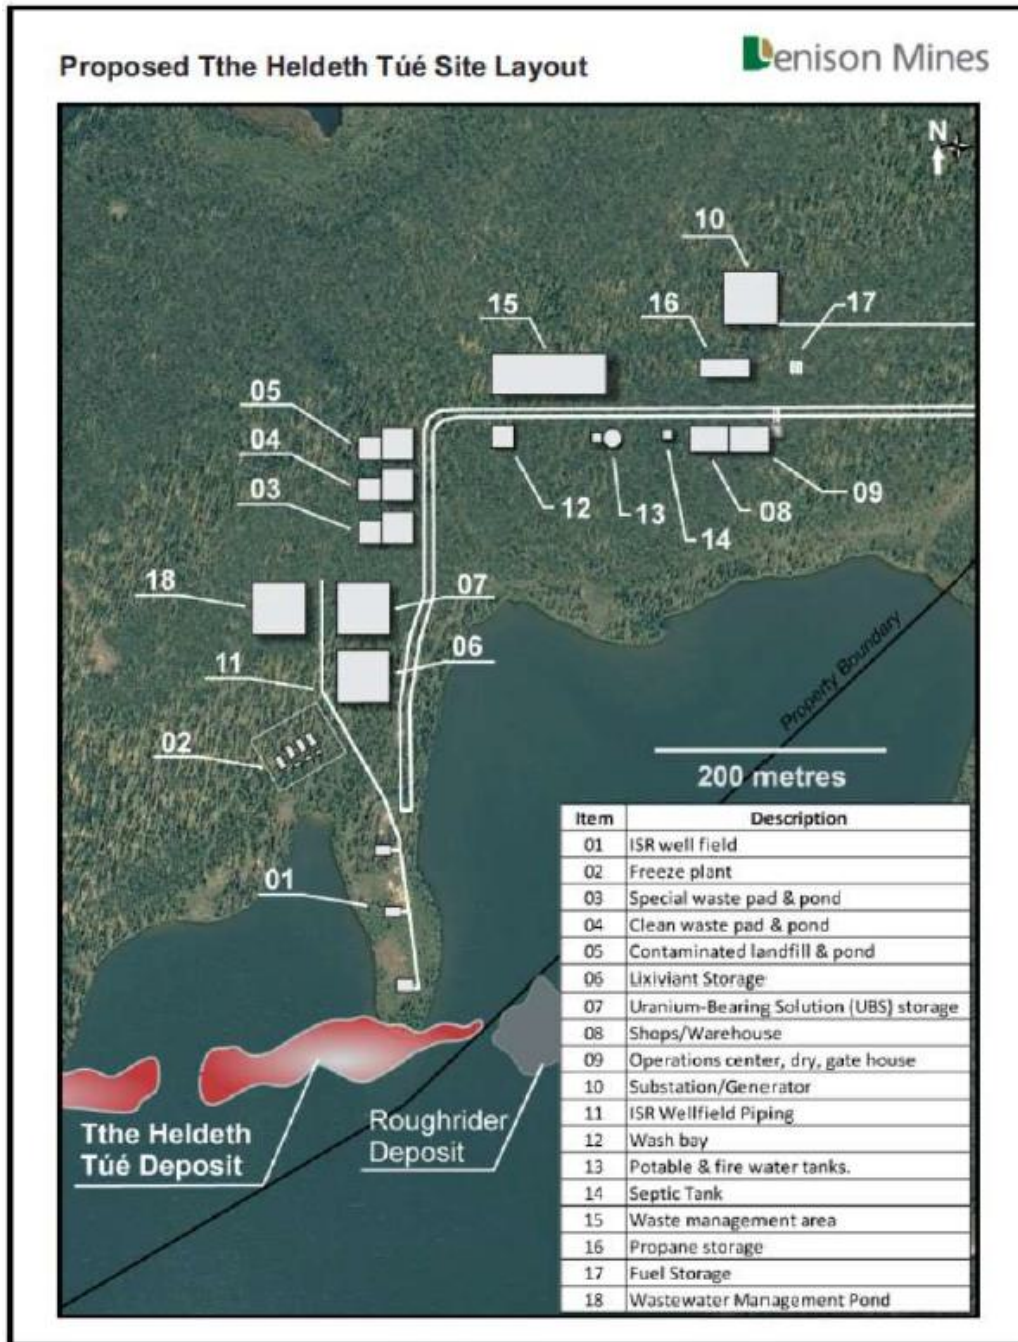 Proposed Tthe Heldeth Túé Site Layout
Denison Mines
N
10
15
16
17
05
04
03
12
13
14
08
09
18
07
11
06
02
Property Boundary
200 metres
01
Item Description
01 ISR well field
02 Freeze plant
03 Special waste pad & pond
04 Clean waste pad & pond
05 Contaminated landfill & pond
06 Lixiviant Storage
07 Uranium-Bearing Solution (UBS) storage
08 Shops/Warehouse
09 Operations center, dry, gate house
10 Substation/Generator
11 ISR Wellfield Piping
12 Wash bay
13 Potable & fire water tanks.
14 Septic Tank
15 Waste management area
16 Propane storage
17 Fuel Storage
18 Wastewater Management Pond
Tthe Heldeth
Túé Deposit
Roughrider
Deposit